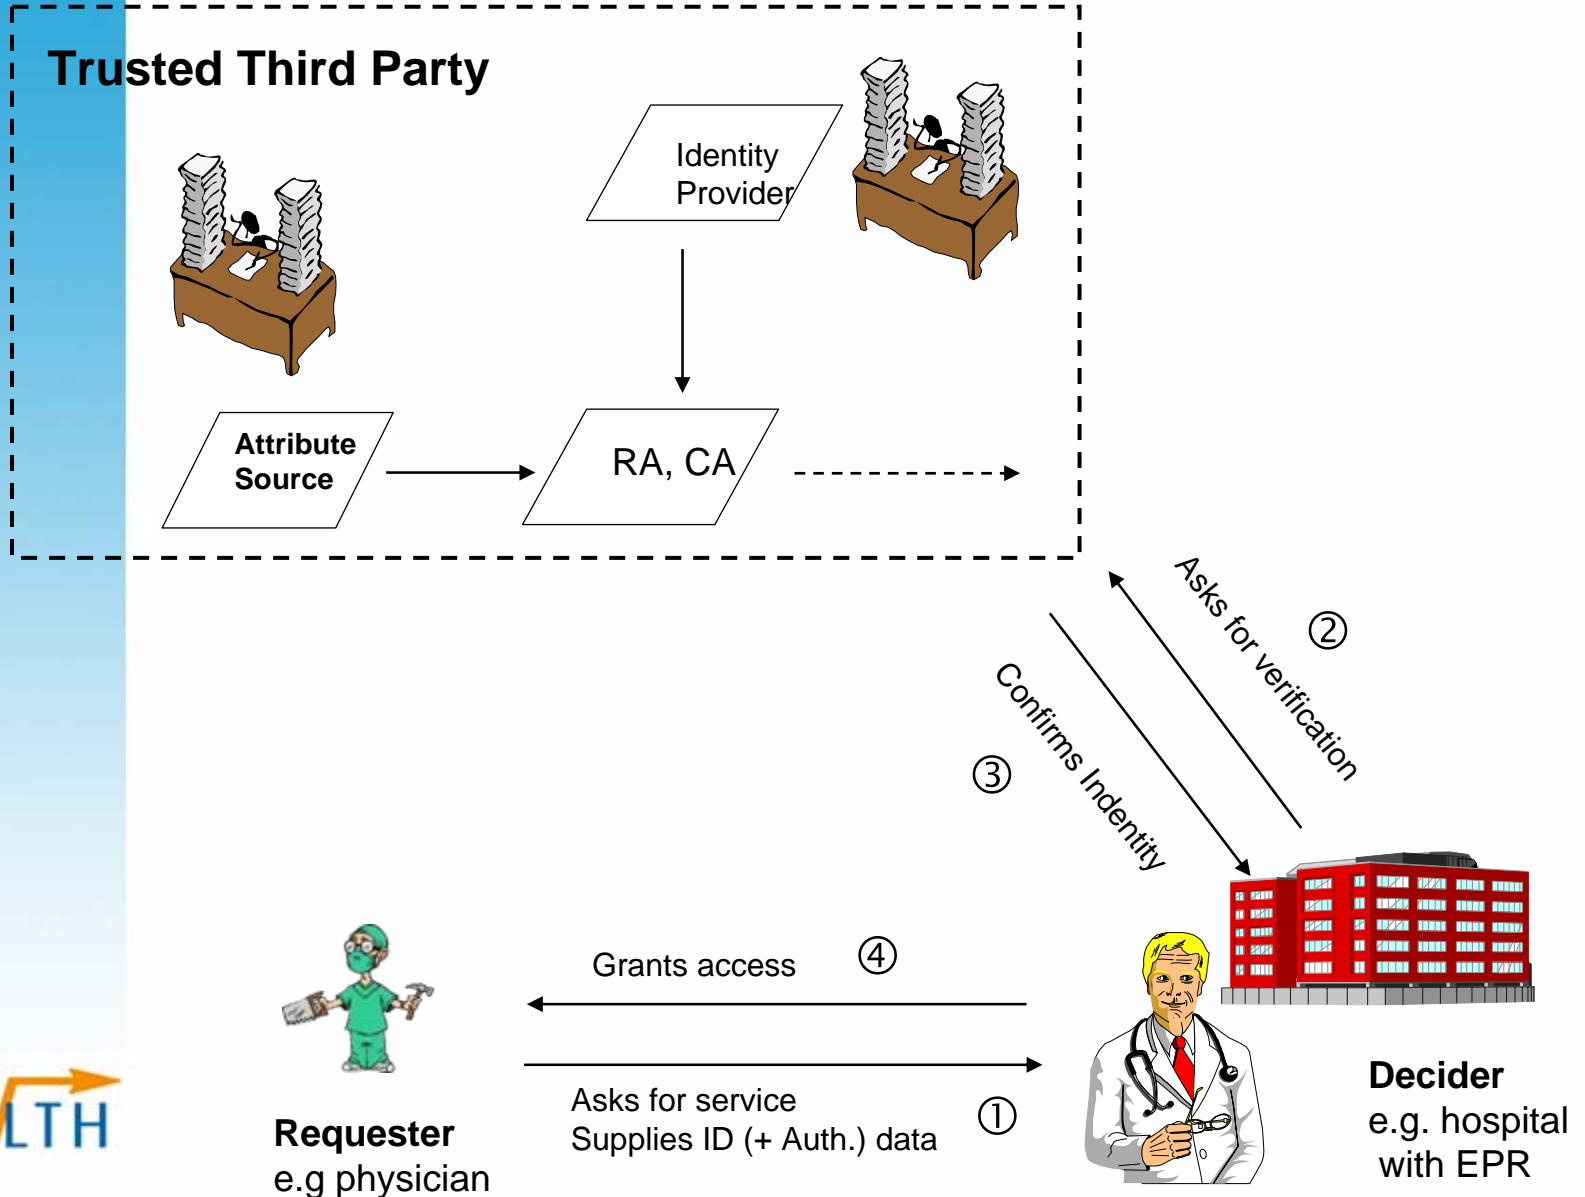 Trusted Third Party
Identity
Provider
Attribute
Source
RA, CA
Asks for verification
②
Confirms Indentity
③
Grants access
④
Asks for service
Supplies ID (+ Auth.) data
①
Requester
e.g physician
Decider
e.g. hospital
with EPR
LTH